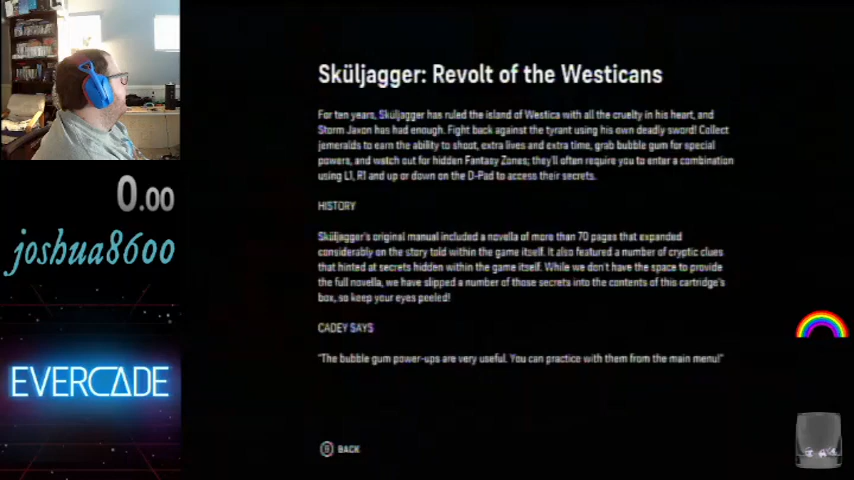 Sküljagger: Revolt of the Westicans
For ten years, Sküljagger has ruled the island of Westica with all the cruelty in his heart, and
Storm Jaxon has had enough. Fight back against the tyrant using his own deadly sword! Collect
jemeralds to earn the ability to shoot, extra lives and extra time, grab bubble gum for special
powers, and watch out for hidden Fantasy Zones; they'll often require you to enter a combination
using L1, R1 and up or down on the D-Pad to access their secrets.
HISTORY
Sküljagger's original manual included a novella of more than 70 pages that expanded
considerably on the story told within the game itself. It also featured a number of cryptic clues
that hinted at secrets hidden within the game itself. While we don't have the space to provide
the full novella, we have slipped a number of those secrets into the contents of this cartridge's
box, so keep your eyes peeled!
CADEY SAYS
"The bubble gum power-ups are very useful. You can practice with them from the main menu!"
BACK
0.00
joshua8600
EVERCADE